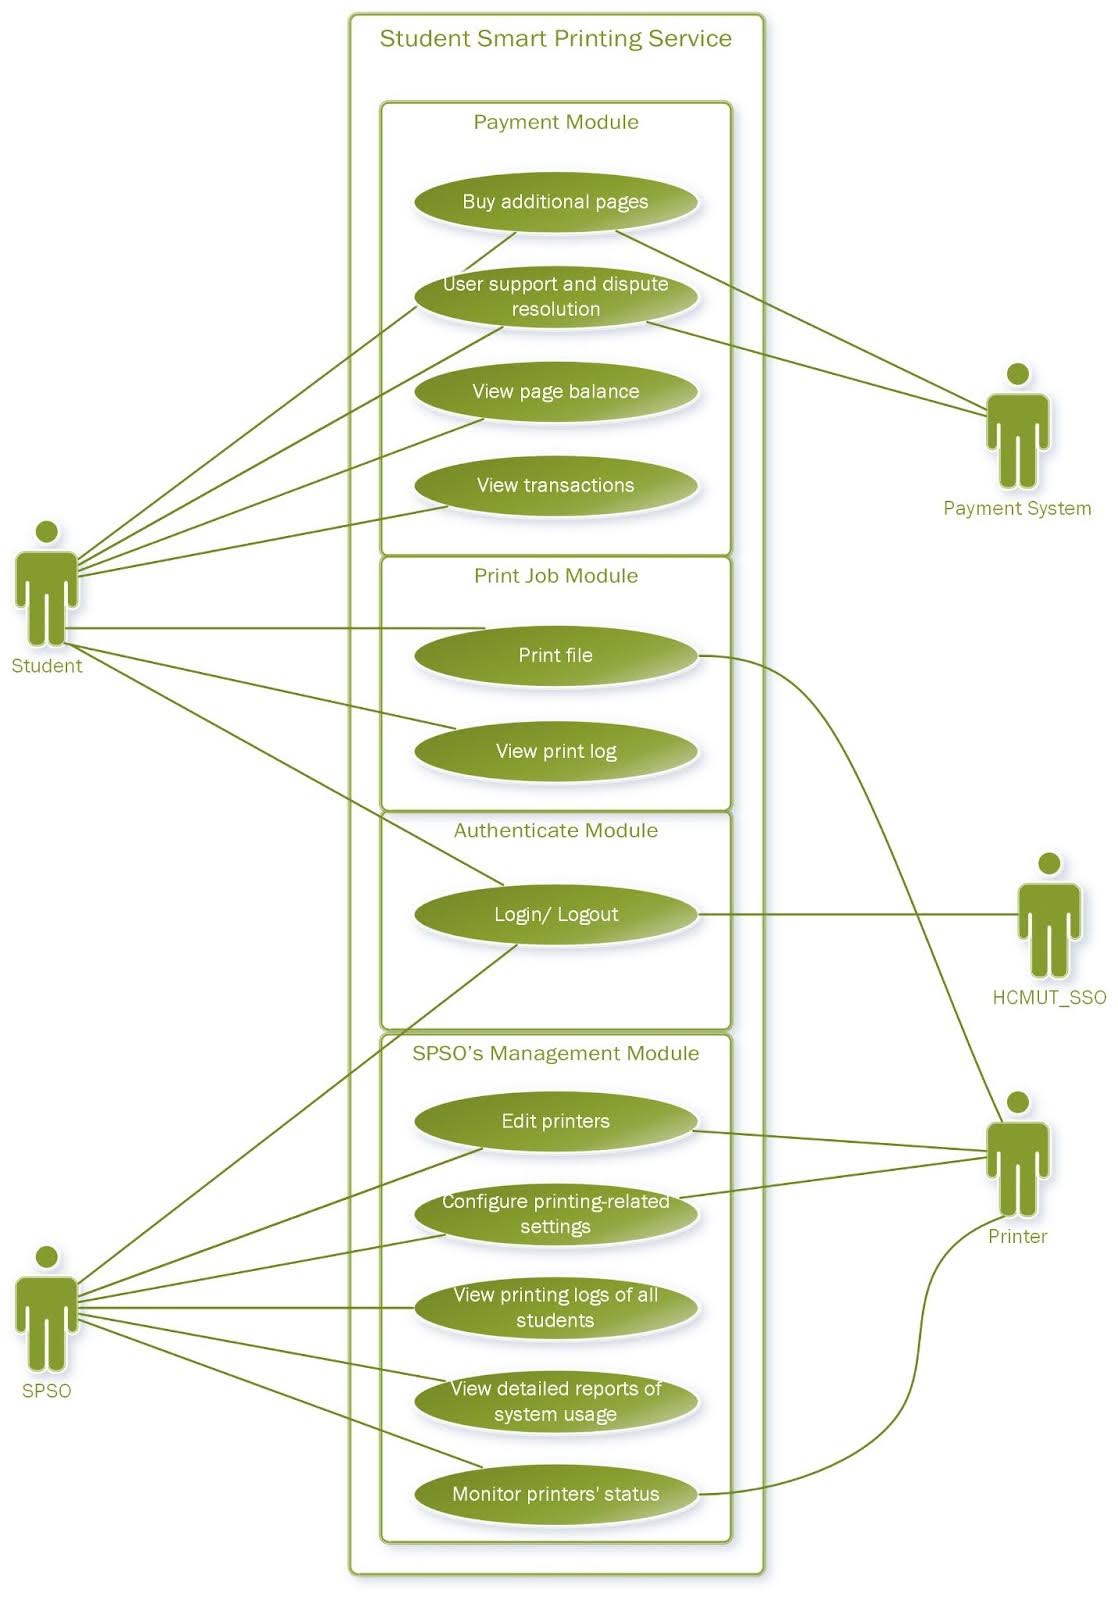 Student Smart Printing Service
Payment Module
Buy additional pages
User support and dispute
resolution
View page balance
View transactions
Payment System
Student
Print Job Module
Print file
View print log
Authenticate Module
Login/ Logout
HCMUT_SSO
SPSO's Management Module
Edit printers
Configure printing-related
settings
Printer
View printing logs of all
students
SPSO
View detailed reports of
system usage
Monitor printers' status